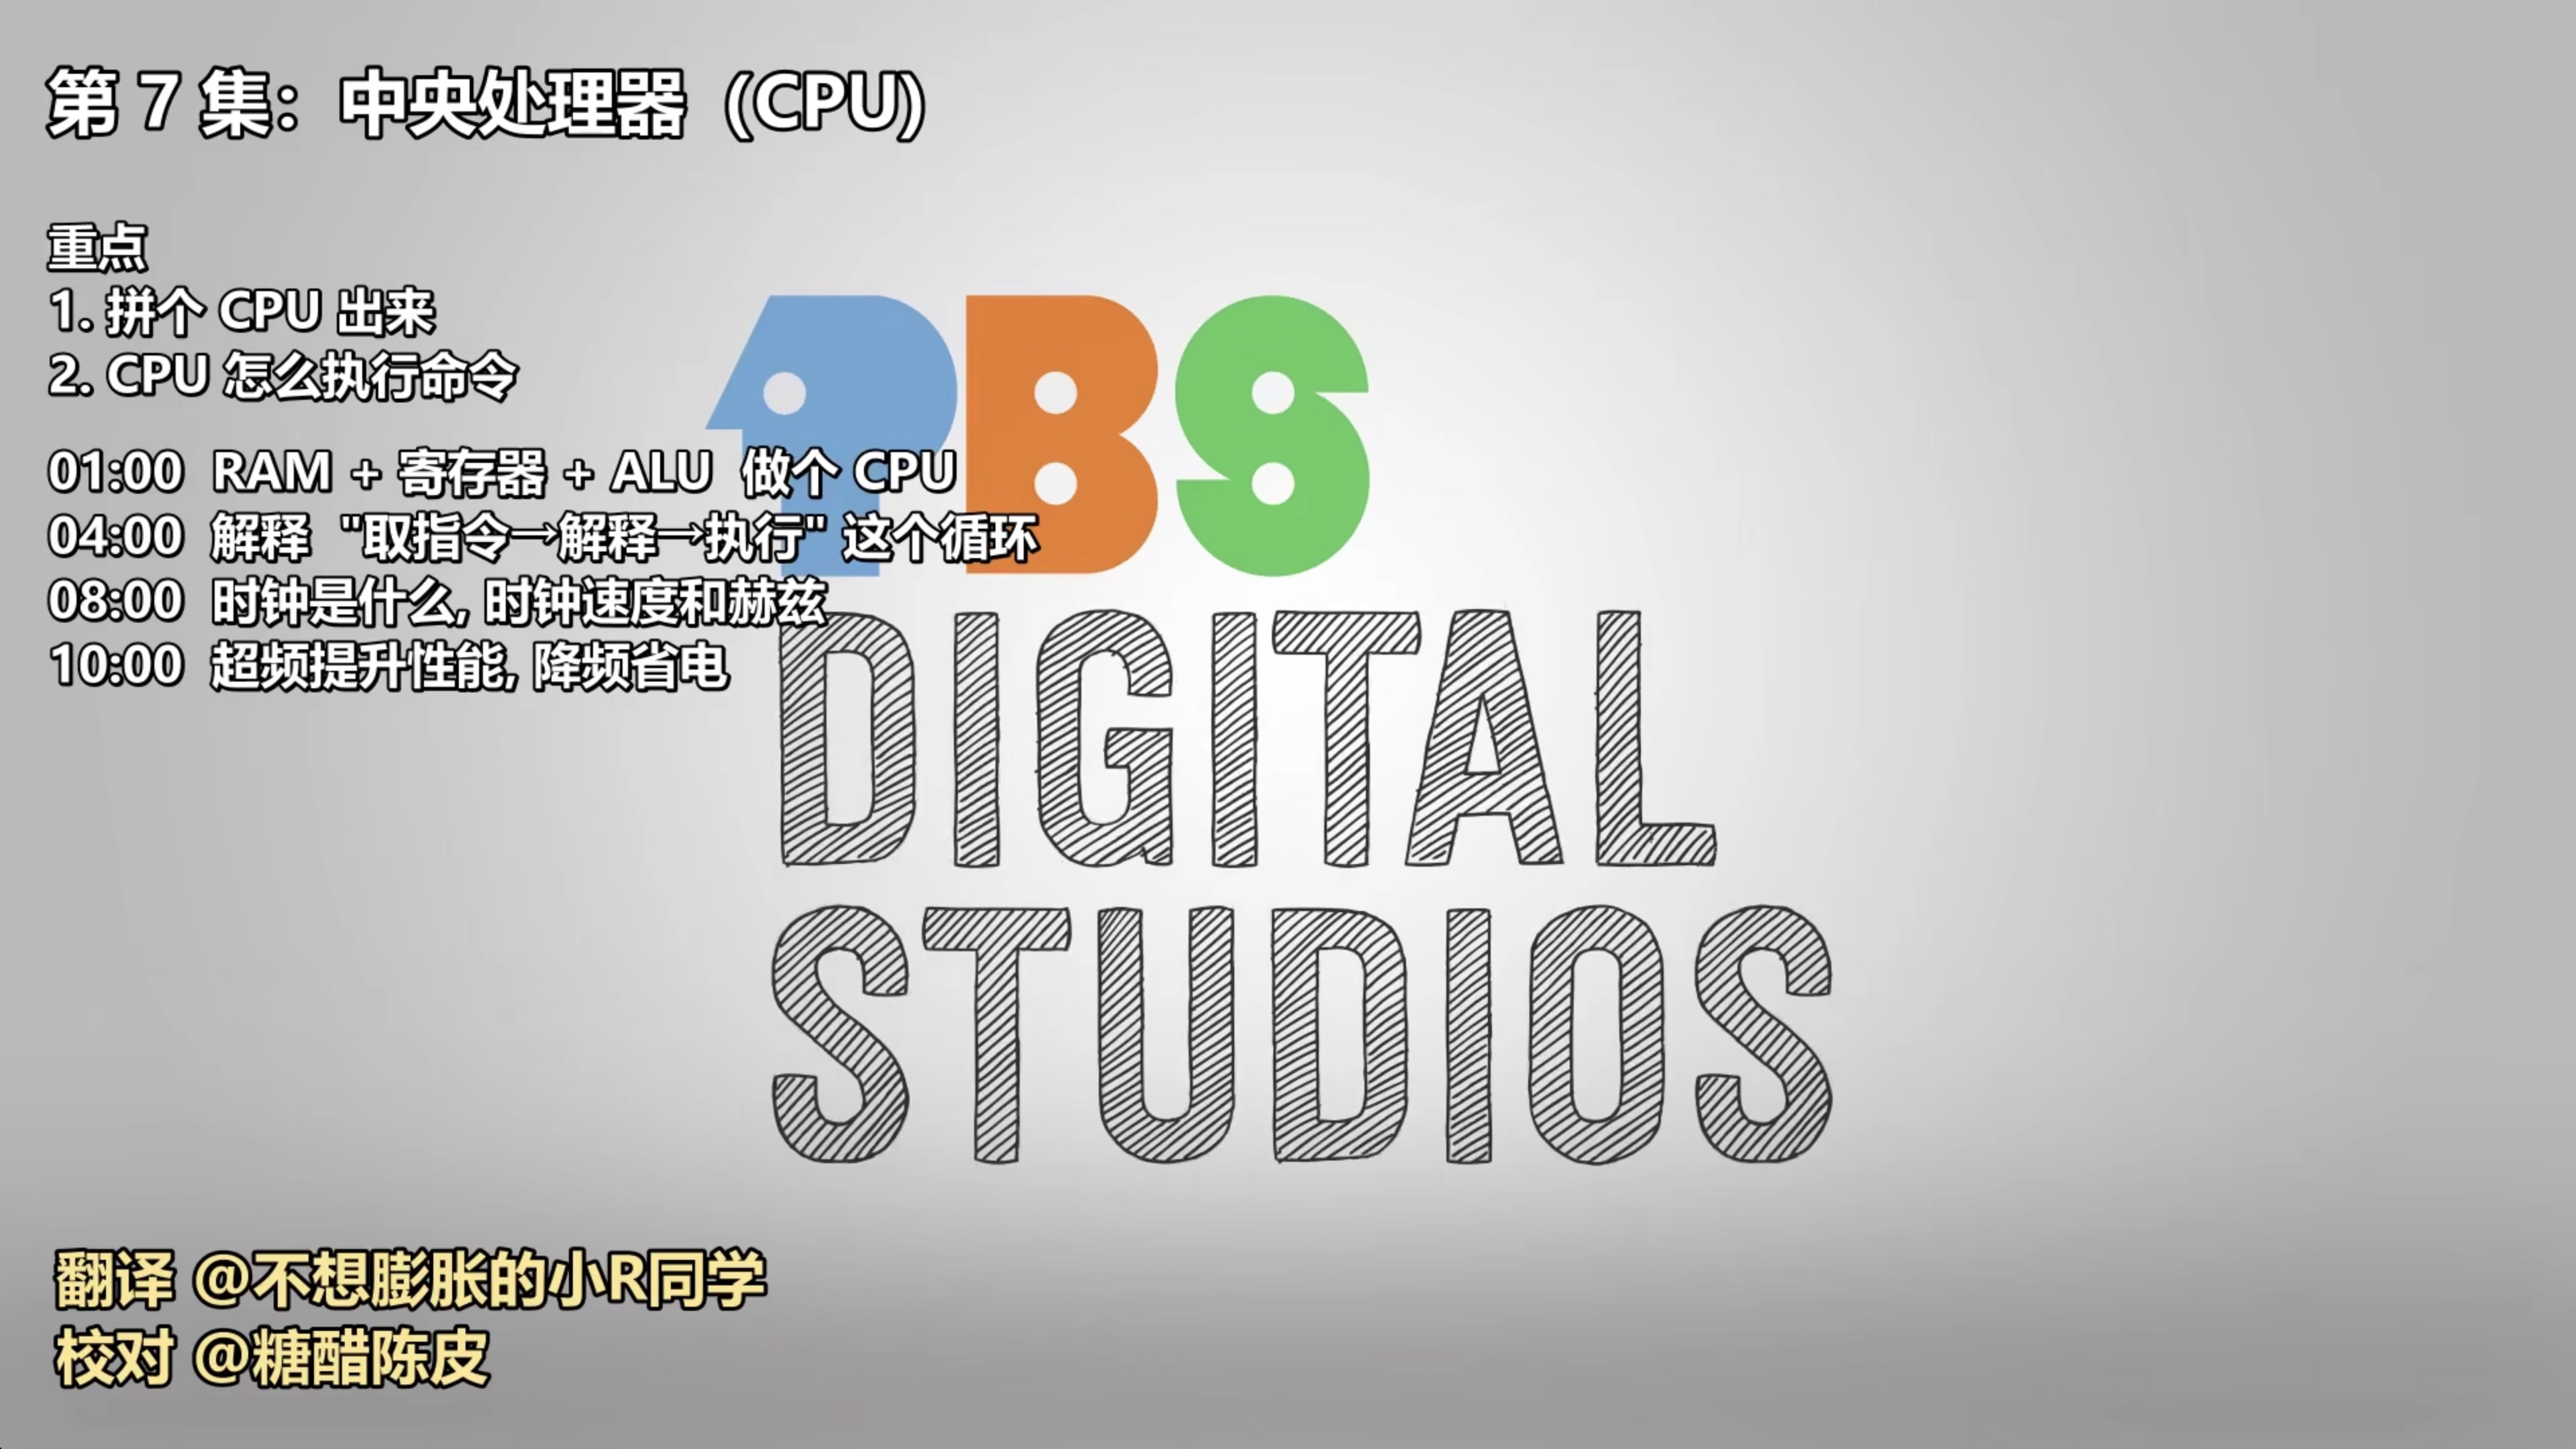 第 7 集：中央处理器（CPU）
重点
1. 拼个 CPU 出来
2. CPU 怎么执行命令
01:00 RAM + 寄存器 + ALU 做个 CPU
04:00 解释 "取指令→解释→执行" 这个循环
08:00 时钟是什么, 时钟速度和赫兹
10:00 超频提升性能, 降频省电
PBS
DIGITAL
STUDIOS
翻译 @不想膨胀的小R同学
校对 @糖醋陈皮